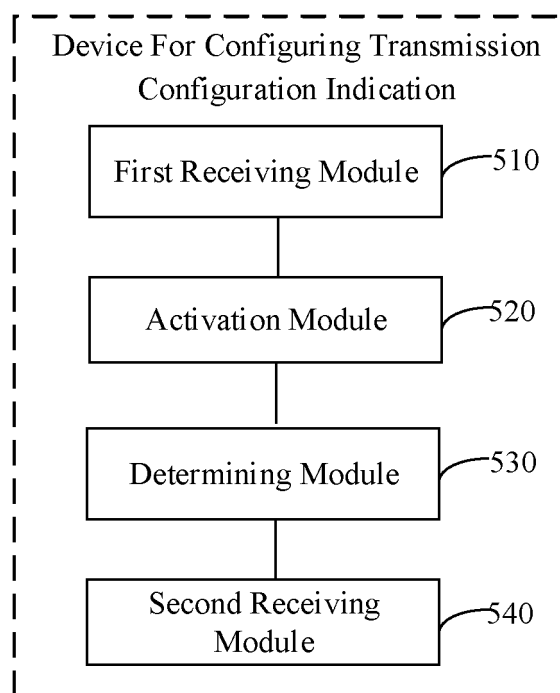 Device For Configuring Transmission
Configuration Indication
First Receiving Module
510
Activation Module
520
Determining Module
530
Second Receiving
Module
540